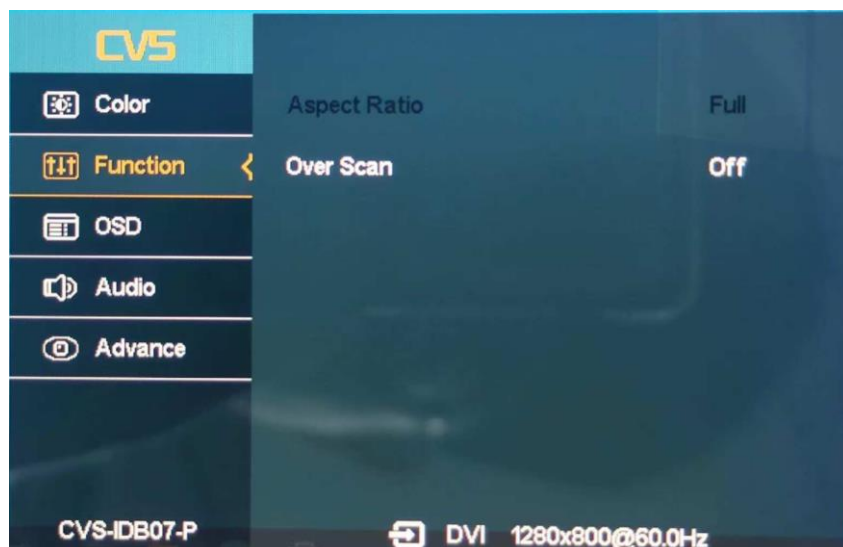 CVS
Color
Aspect Ratio Full
Function
Over Scan Off
OSD
Audio
Advance
CVS-IDB07-P DVI 1280x800@60.0Hz